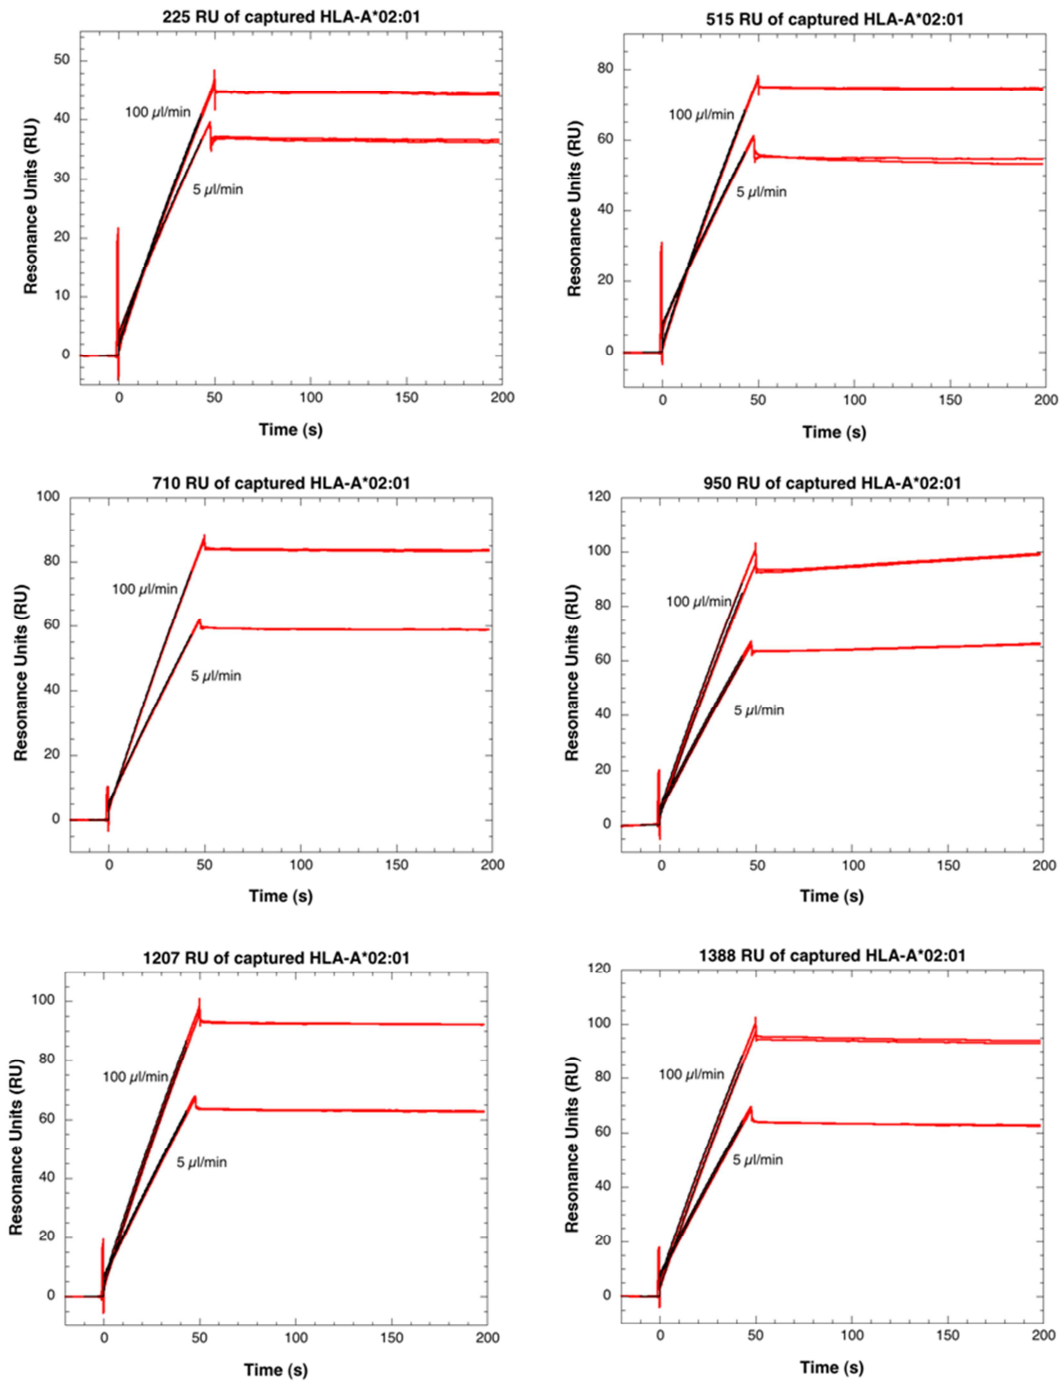 225 RU of captured HLA-A*02:01
50
40
30
20
10
0
100 µl/min
5 µl/min
Resonance Units (RU)
0
50
100
150
200
Time (s)
515 RU of captured HLA-A*02:01
80
60
40
20
0
100 µl/min
5 µl/min
Resonance Units (RU)
0
50
100
150
200
Time (s)
710 RU of captured HLA-A*02:01
100
80
60
40
20
0
100 µl/min
5 µl/min
Resonance Units (RU)
0
50
100
150
200
Time (s)
950 RU of captured HLA-A*02:01
120
100
80
60
40
20
0
100 µl/min
5 µl/min
Resonance Units (RU)
0
50
100
150
200
Time (s)
1207 RU of captured HLA-A*02:01
100
80
60
40
20
0
100 µl/min
5 µl/min
Resonance Units (RU)
0
50
100
150
200
Time (s)
1388 RU of captured HLA-A*02:01
120
100
80
60
40
20
0
100 µl/min
5 µl/min
Resonance Units (RU)
0
50
100
150
200
Time (s)